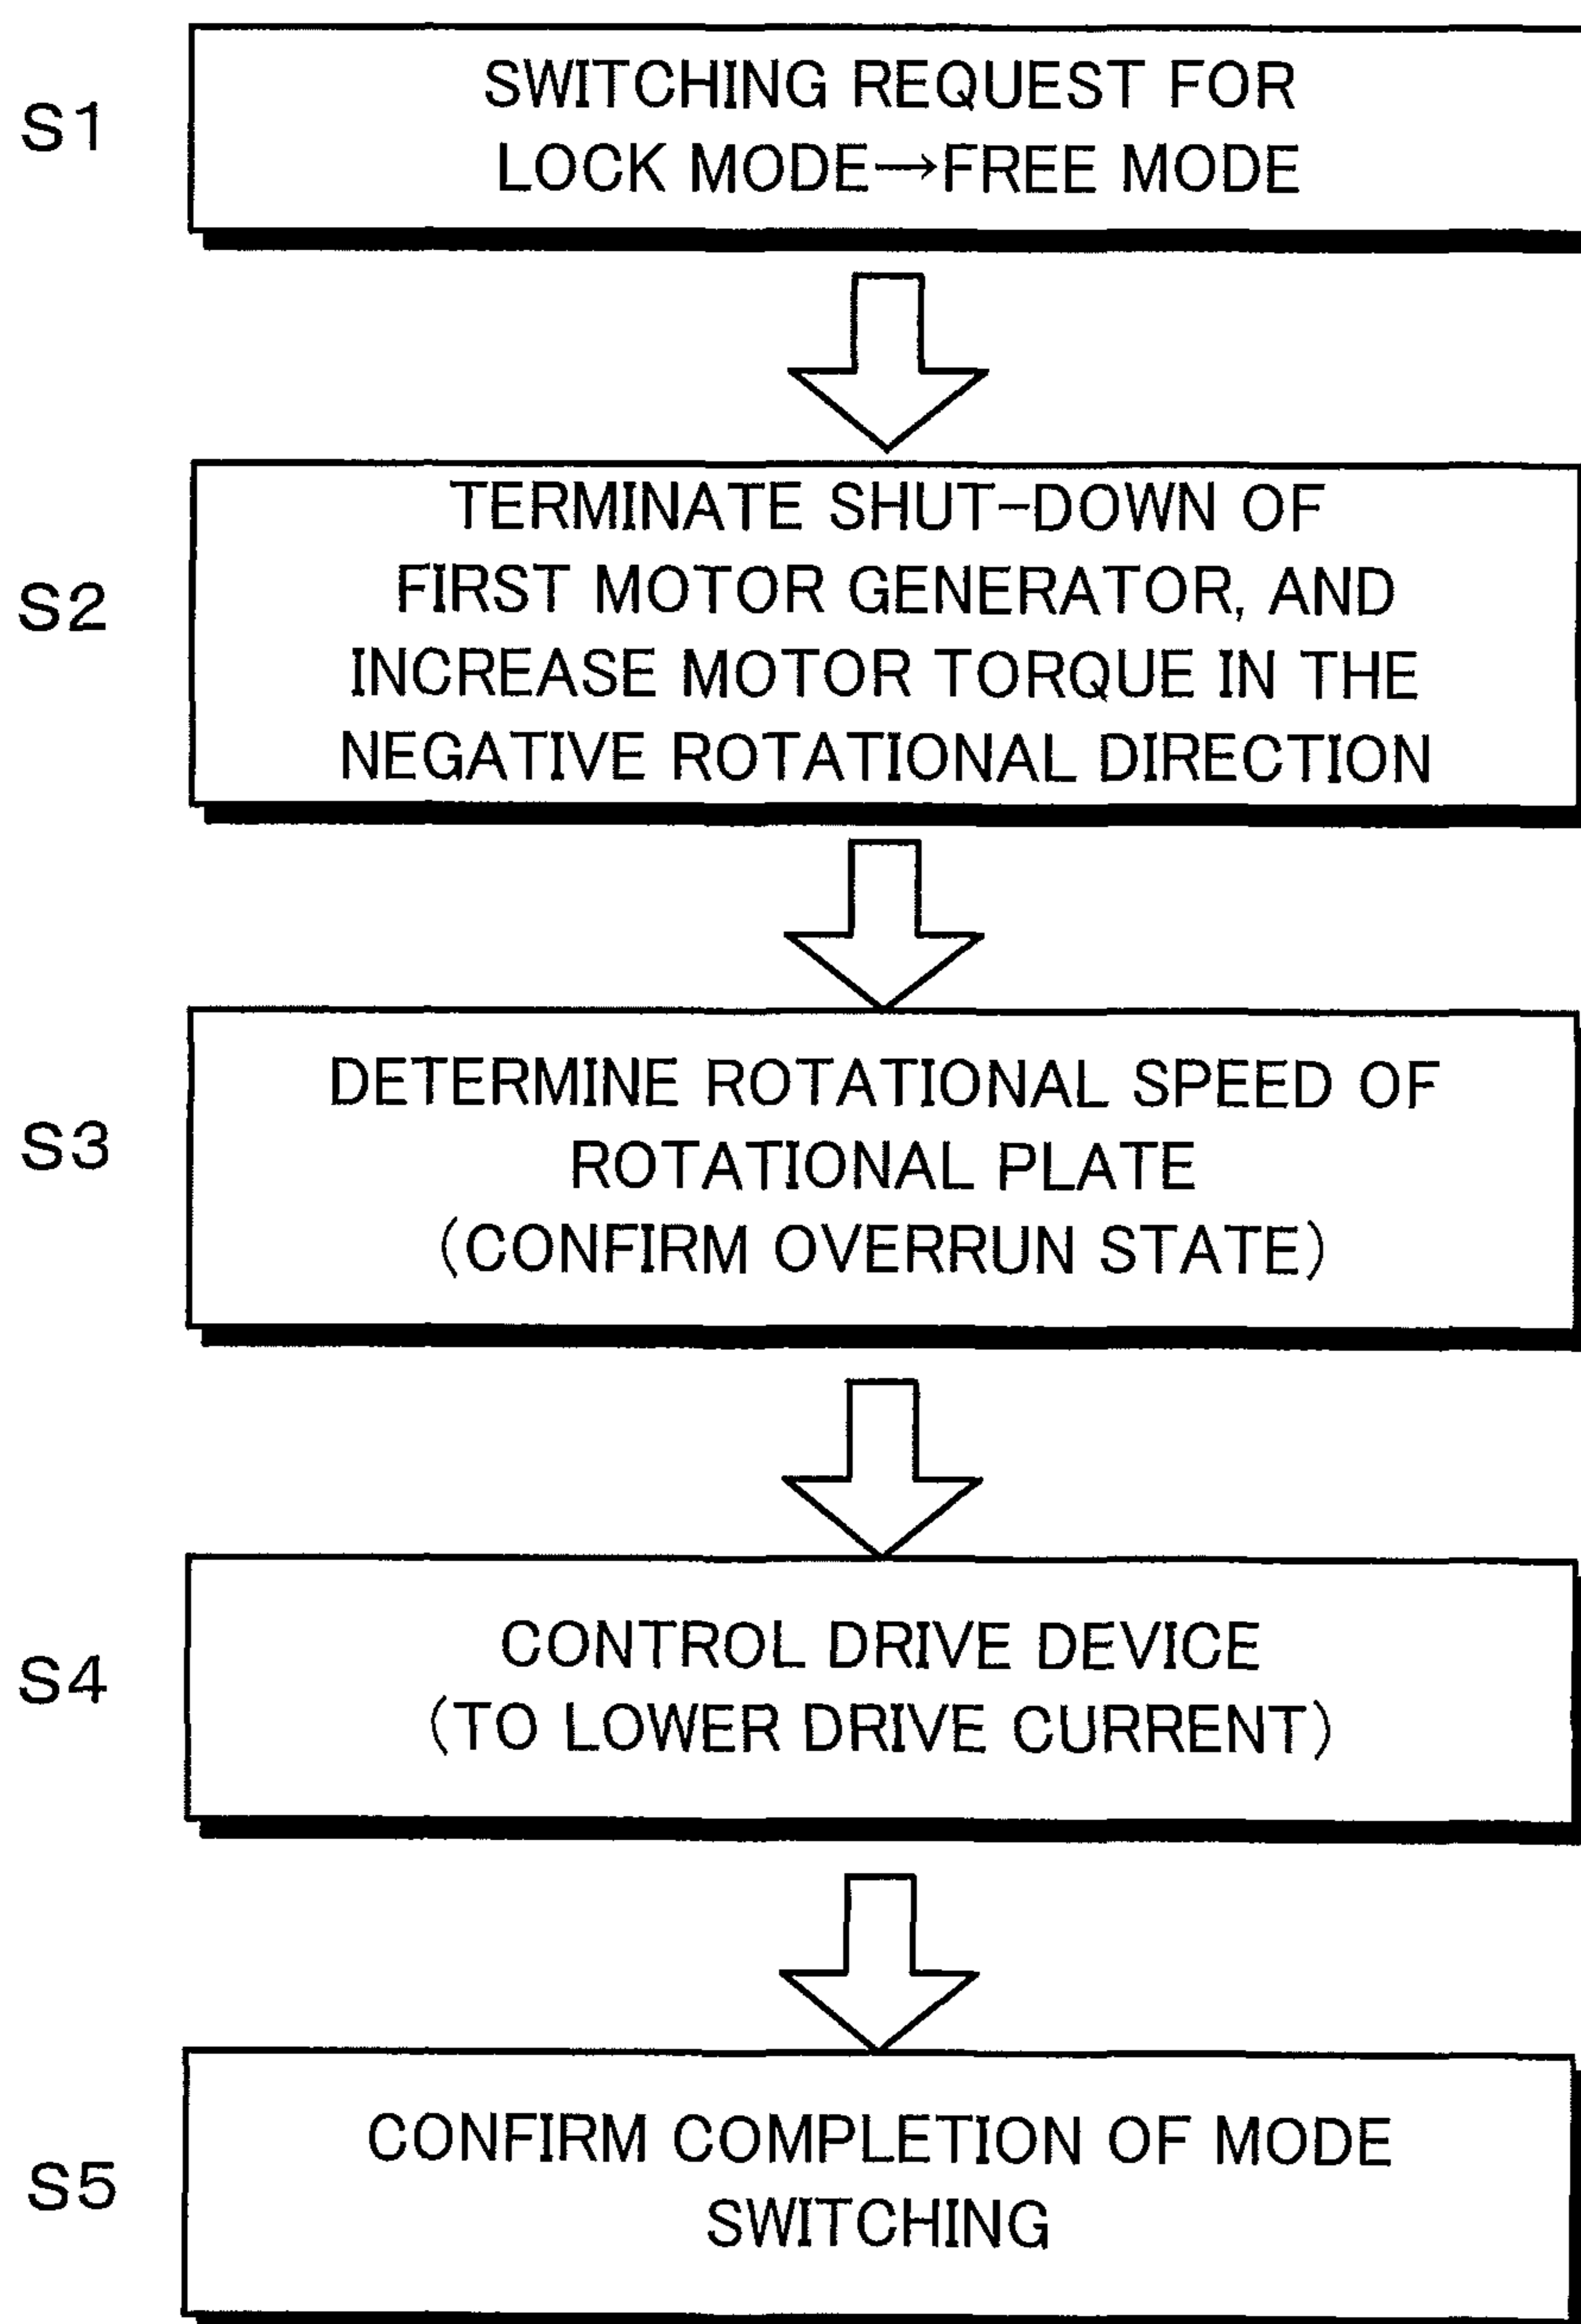 S1
SWITCHING REQUEST FOR
LOCK MODE→FREE MODE
S2
TERMINATE SHUT-DOWN OF
FIRST MOTOR GENERATOR, AND
INCREASE MOTOR TORQUE IN THE
NEGATIVE ROTATIONAL DIRECTION
S3
DETERMINE ROTATIONAL SPEED OF
ROTATIONAL PLATE
(CONFIRM OVERRUN STATE)
S4
CONTROL DRIVE DEVICE
(TO LOWER DRIVE CURRENT)
S5
CONFIRM COMPLETION OF MODE
SWITCHING